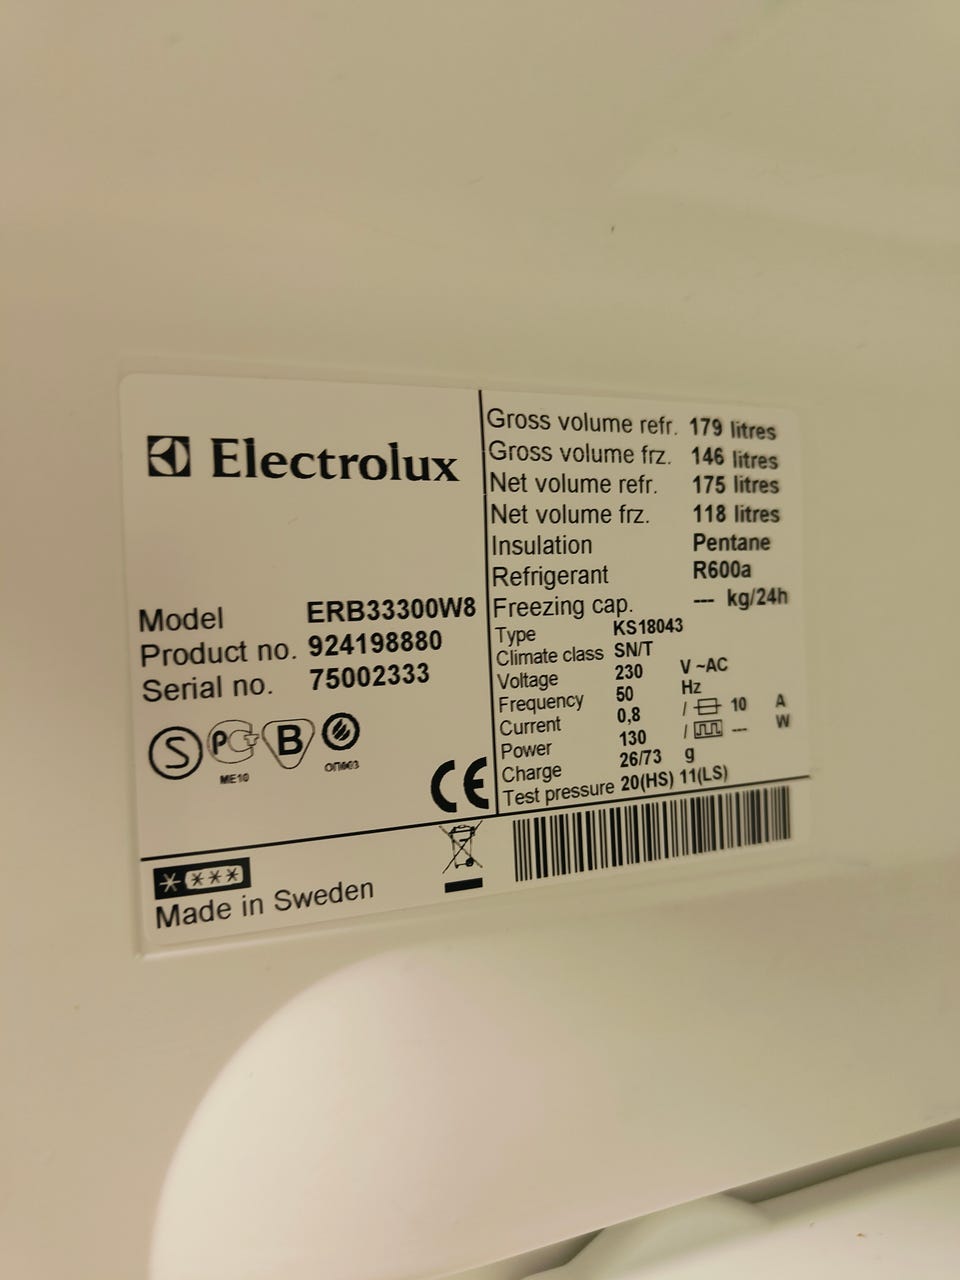 Electrolux
Model ERB33300W8
Product no. 924198880
Serial no. 75002333
S
РСТ
ME10
B
ОП003
CE
**** 
Made in Sweden
Gross volume refr. 179 litres
Gross volume frz. 146 litres
Net volume refr. 175 litres
Net volume frz. 118 litres
Insulation Pentane
Refrigerant R600a
Freezing cap. --- kg/24h
Type KS18043
Climate class SN/T
Voltage 230 V ~AC
Frequency 50 Hz
Current 0,8 / 10 A
Power 130 / --- W
Charge 26/73 g
Test pressure 20(HS) 11(LS)